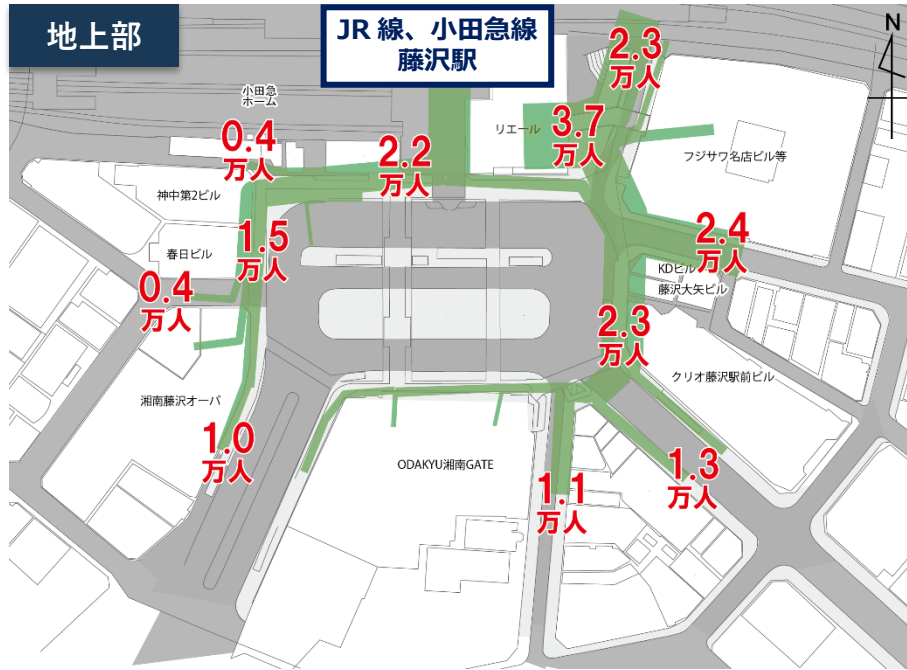 地上部
JR 線、小田急線
藤沢駅
N
2.3
万人
小田急
ホーム
リエール
3.7
万人
0.4
万人
2.2
万人
フジサワ名店ビル等
神中第2ビル
1.5
万人
春日ビル
2.4
万人
KDビル
藤沢大矢ビル
0.4
万人
2.3
万人
クリオ藤沢駅前ビル
湘南藤沢オーパ
1.0
万人
ODAKYU湘南GATE
1.3
万人
1.1
万人